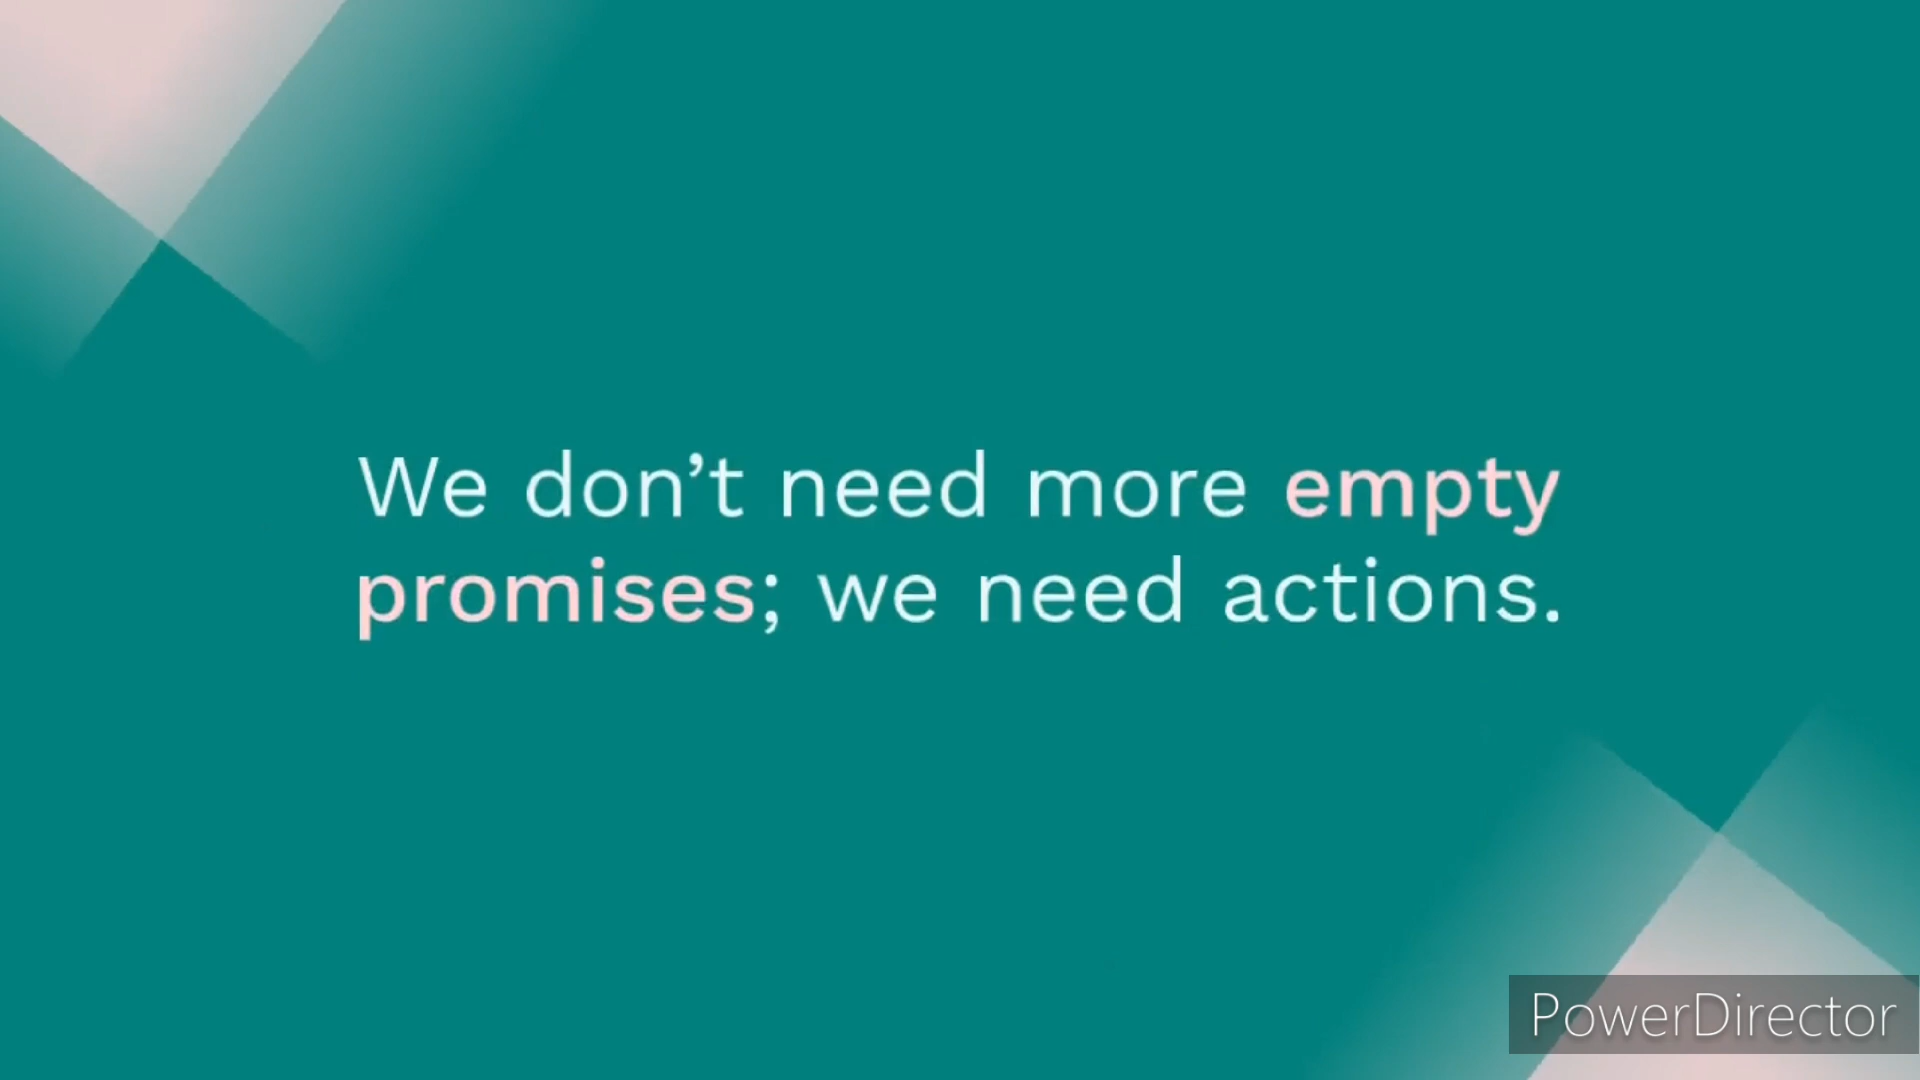 We don’t need more empty
promises; we need actions.
PowerDirector